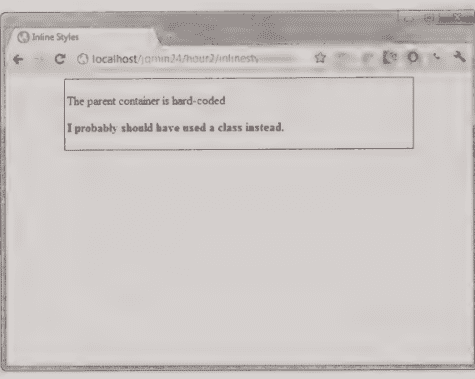 Inline Styles
localhost/
The parent container is hard-coded
I probably should have used a class instead.